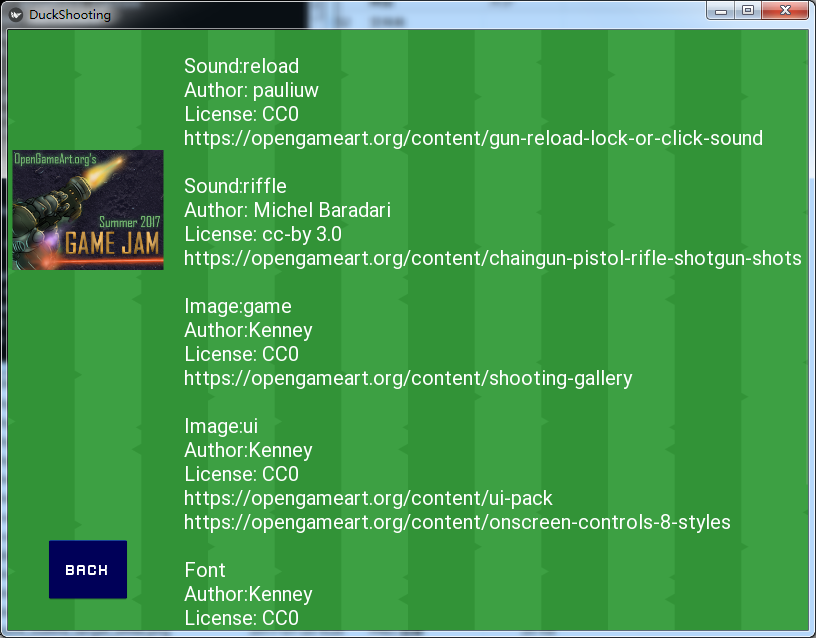 DuckShooting
Sound:reload
Author: pauliuw
License: CC0
https://opengameart.org/content/gun-reload-lock-or-click-sound
Sound:riffle
Author: Michel Baradari
License: cc-by 3.0
https://opengameart.org/content/chaingun-pistol-rifle-shotgun-shots
Image:game
Author:Kenney
License: CC0
https://opengameart.org/content/shooting-gallery
Image:ui
Author:Kenney
License: CC0
https://opengameart.org/content/ui-pack
https://opengameart.org/content/onscreen-controls-8-styles
Font
Author:Kenney
License: CC0
OpenGameArt.org's
Summer 2017
GAME JAM
BACK